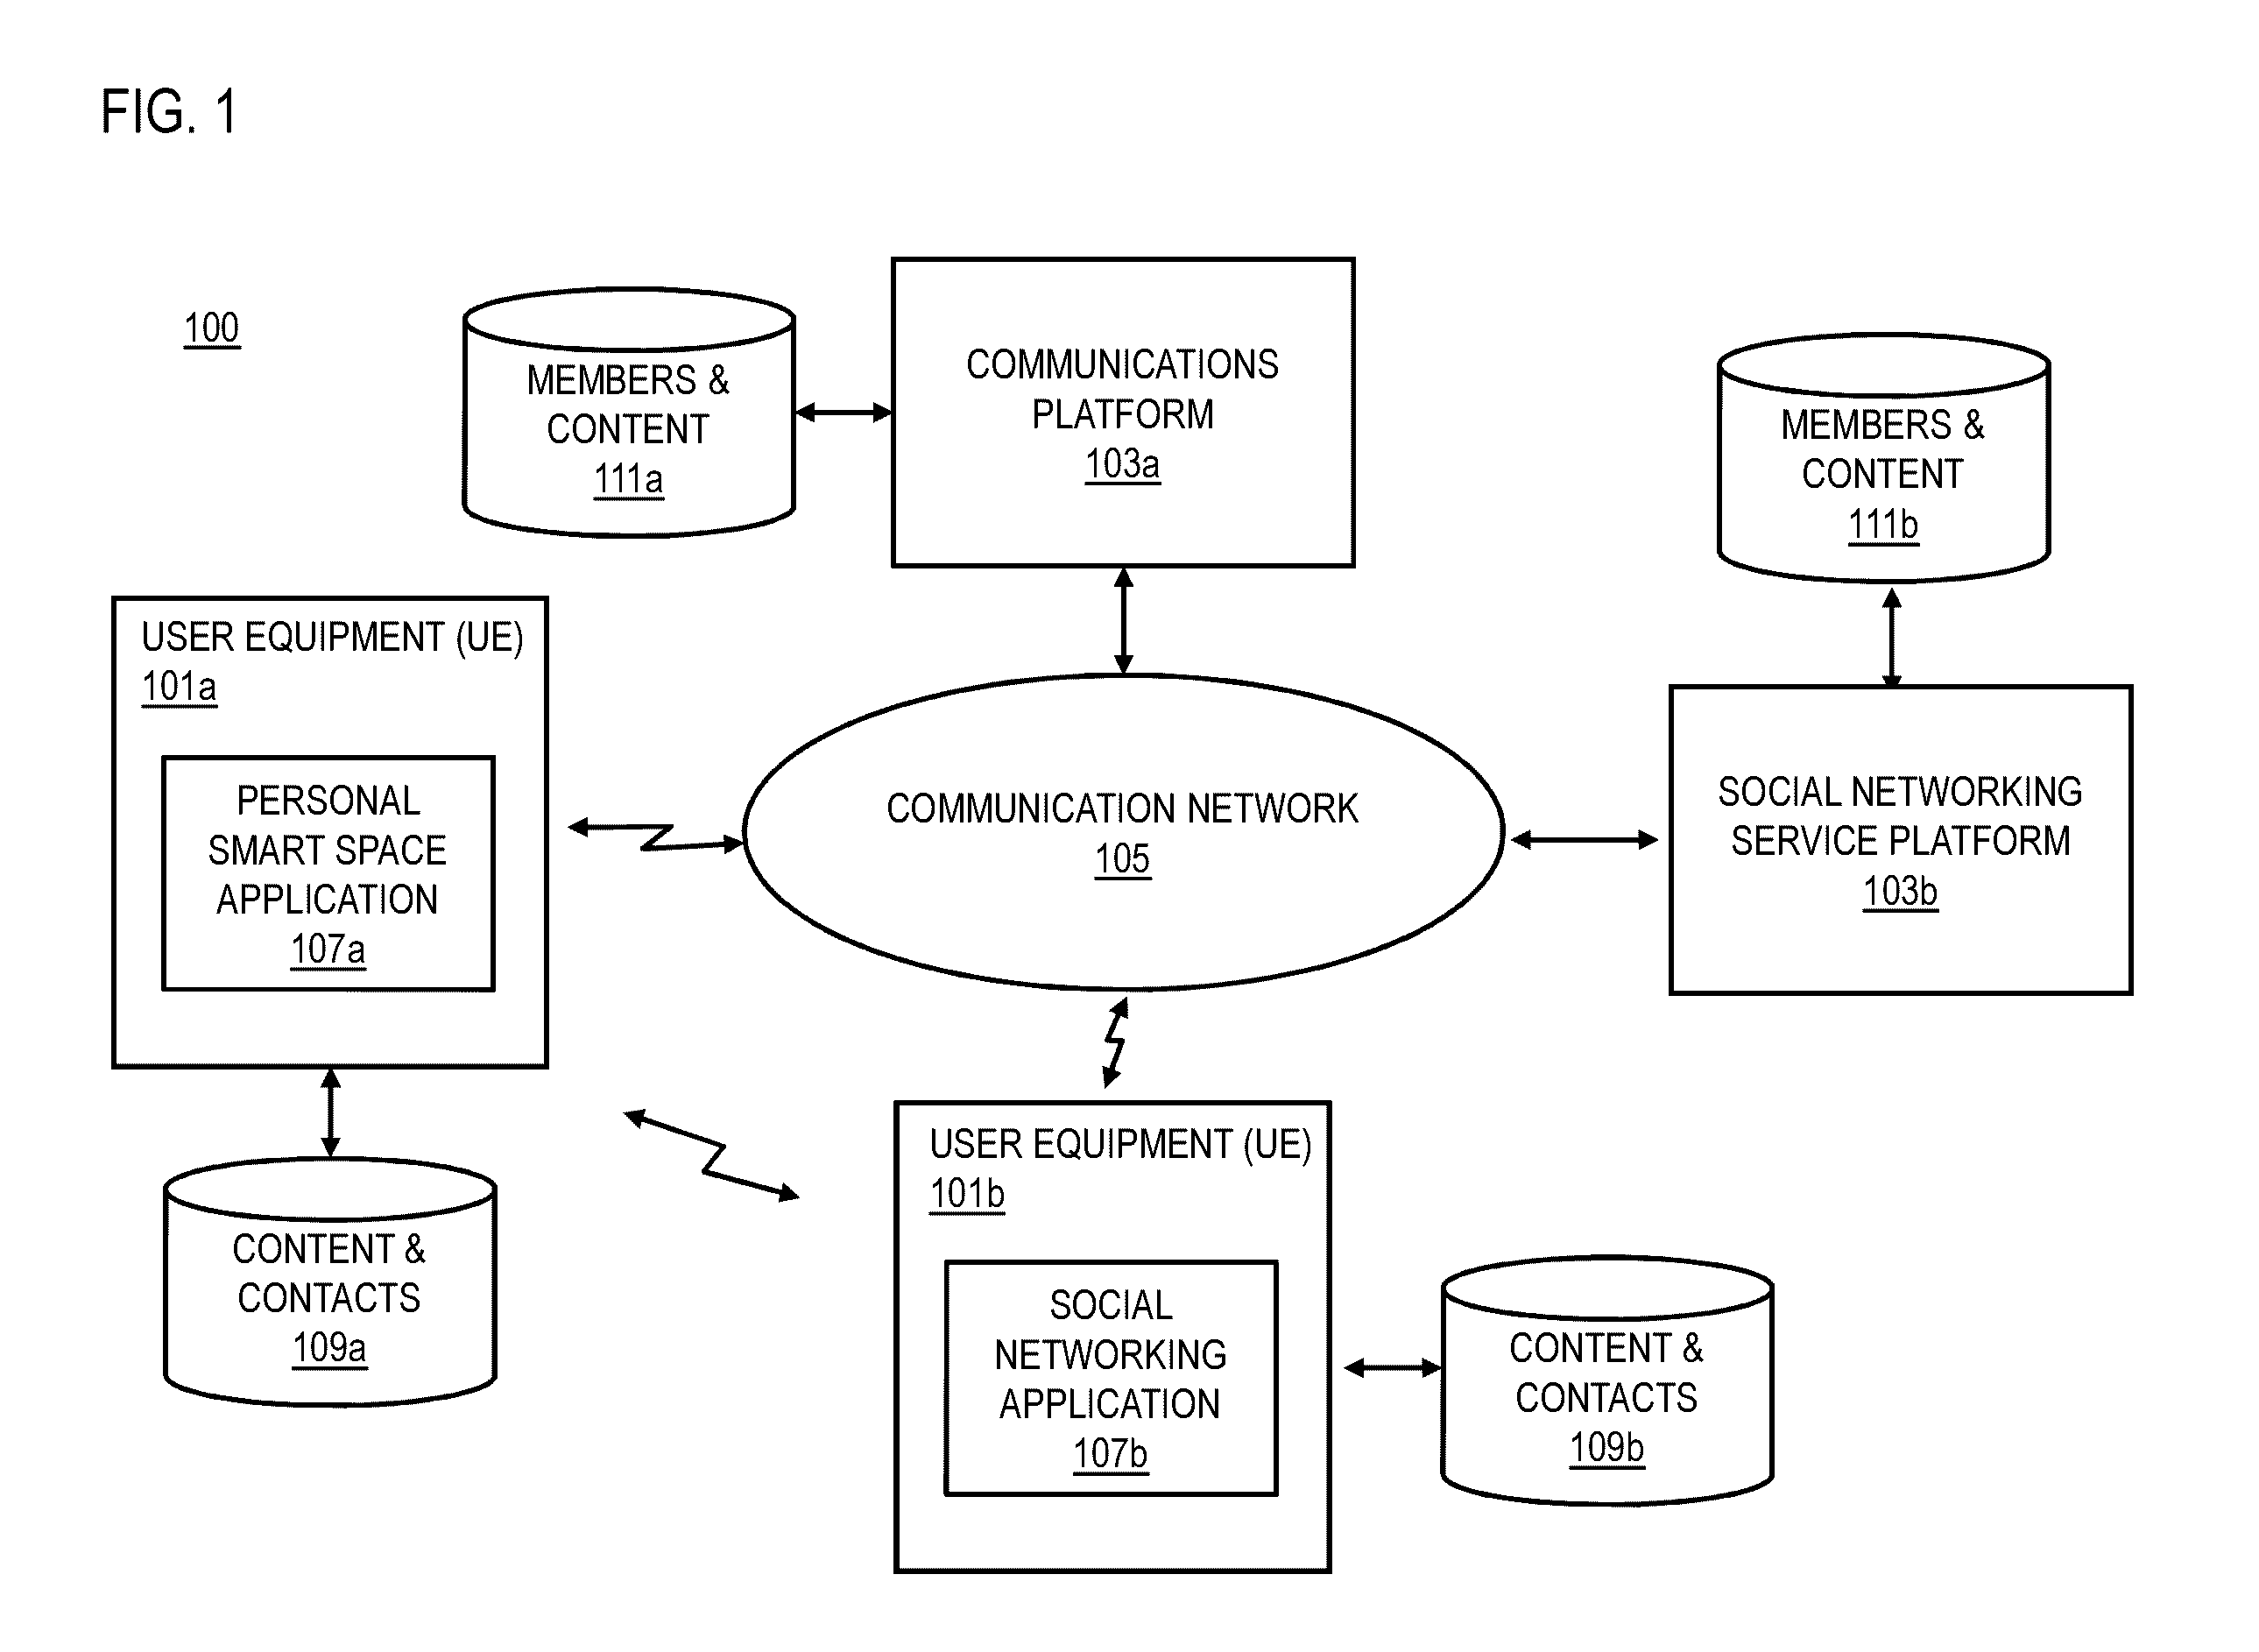 FIG. 1
100
MEMBERS &
CONTENT
111a
COMMUNICATIONS
PLATFORM
103a
MEMBERS &
CONTENT
111b
USER EQUIPMENT (UE)
101a
PERSONAL
SMART SPACE
APPLICATION
107a
COMMUNICATION NETWORK
105
SOCIAL NETWORKING
SERVICE PLATFORM
103b
CONTENT &
CONTACTS
109a
USER EQUIPMENT (UE)
101b
SOCIAL
NETWORKING
APPLICATION
107b
CONTENT &
CONTACTS
109b